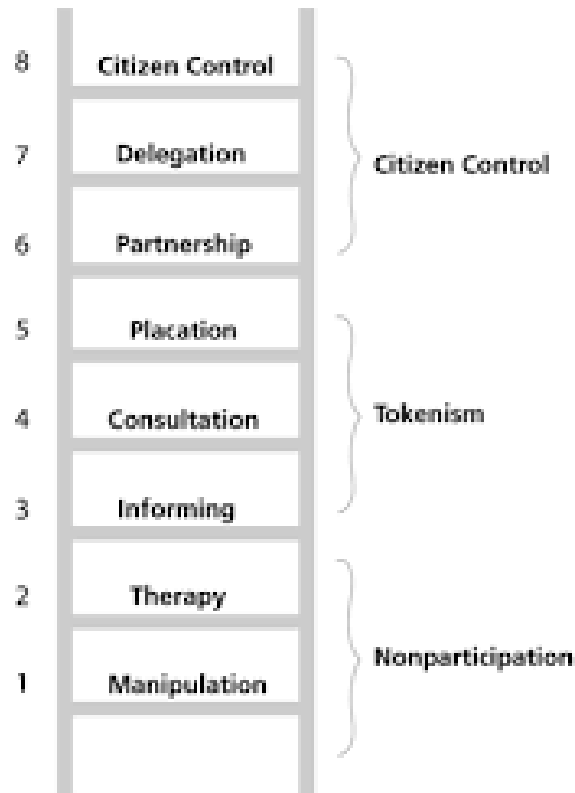 8 Citizen Control
7 Delegation
Citizen Control
6 Partnership
5 Placation
4 Consultation
Tokenism
3 Informing
2 Therapy
Nonparticipation
1 Manipulation